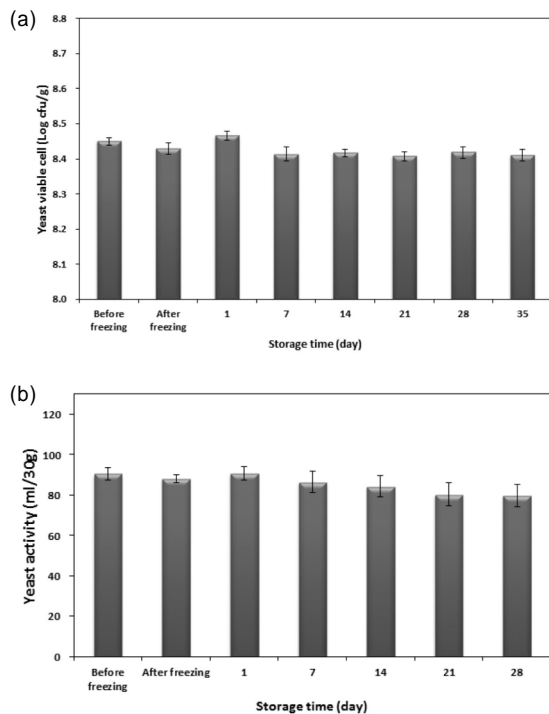 (a)
Yeast viable cell (Log cfu/g)
8.8
8.7
8.6
8.5
8.4
8.3
8.2
8.1
8.0
Before freezing After freezing 1 7 14 21 28 35
Storage time (day)
(b)
Yeast activity (ml/30g)
120
100
80
60
40
20
0
Before freezing After freezing 1 7 14 21 28
Storage time (day)